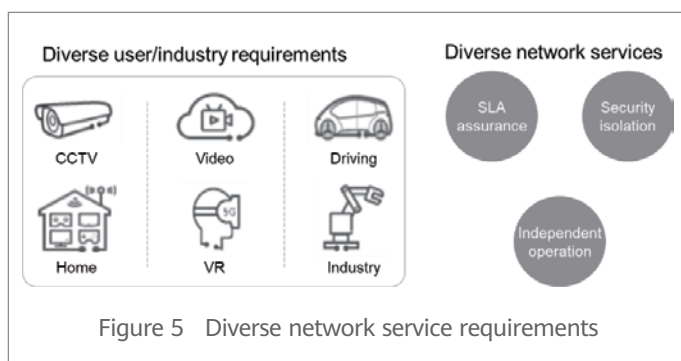 Diverse user/industry requirements
CCTV
Video
Driving
Home
5G
VR
Industry
Diverse network services
SLA
assurance
Security
isolation
Independent
operation
Figure 5 Diverse network service requirements